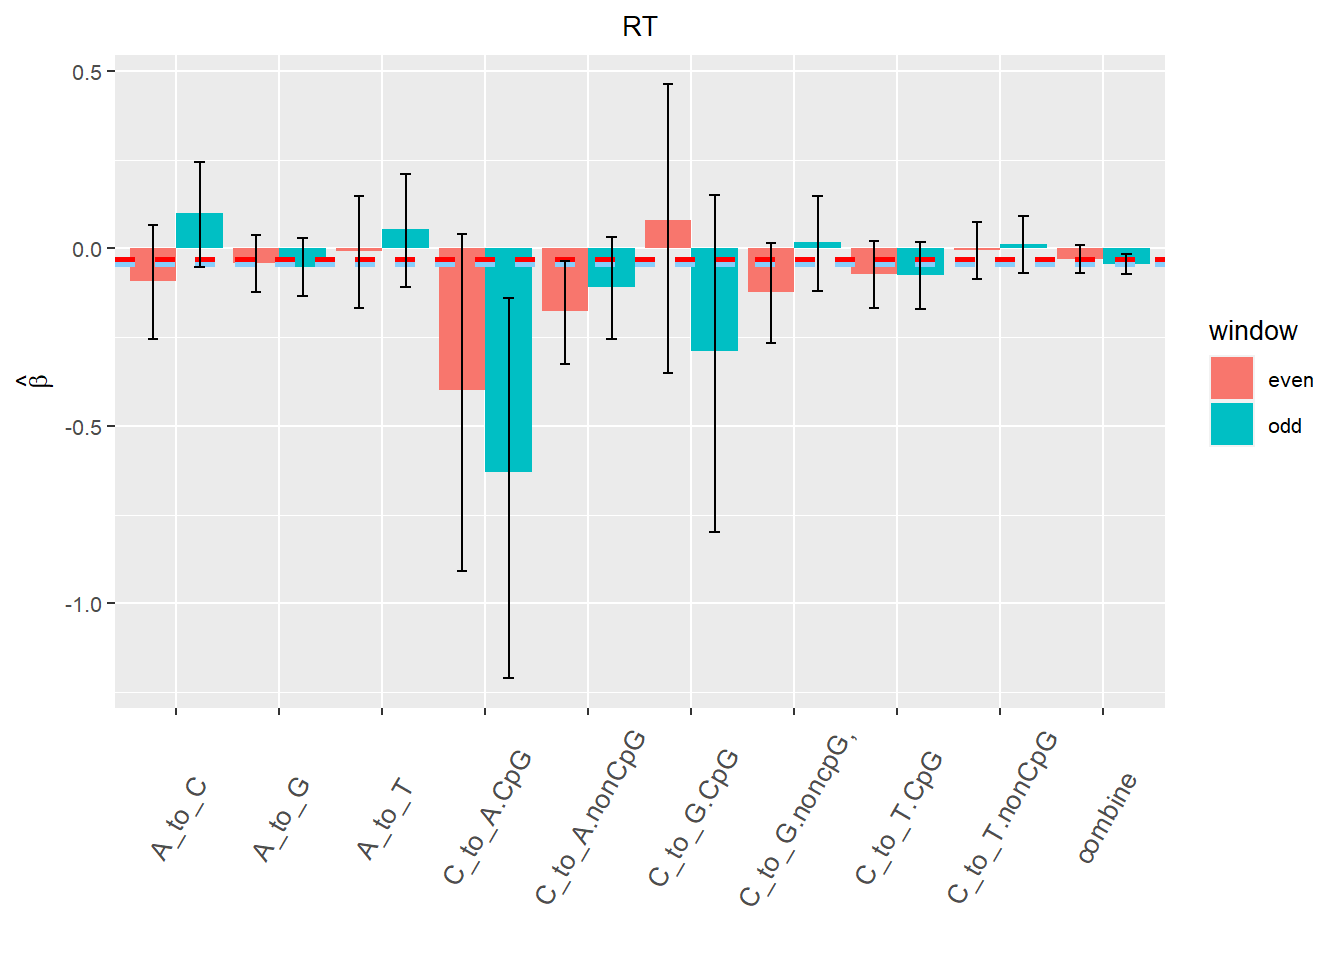 RT
0.5
0.0
-0.5
-1.0
β̂
A_to_C
A_to_G
A_to_T
C_to_A.CpG
C_to_A.nonCpG
C_to_G.CpG
C_to_G.noncpG,
C_to_T.CpG
C_to_T.nonCpG
combine
window
even
odd